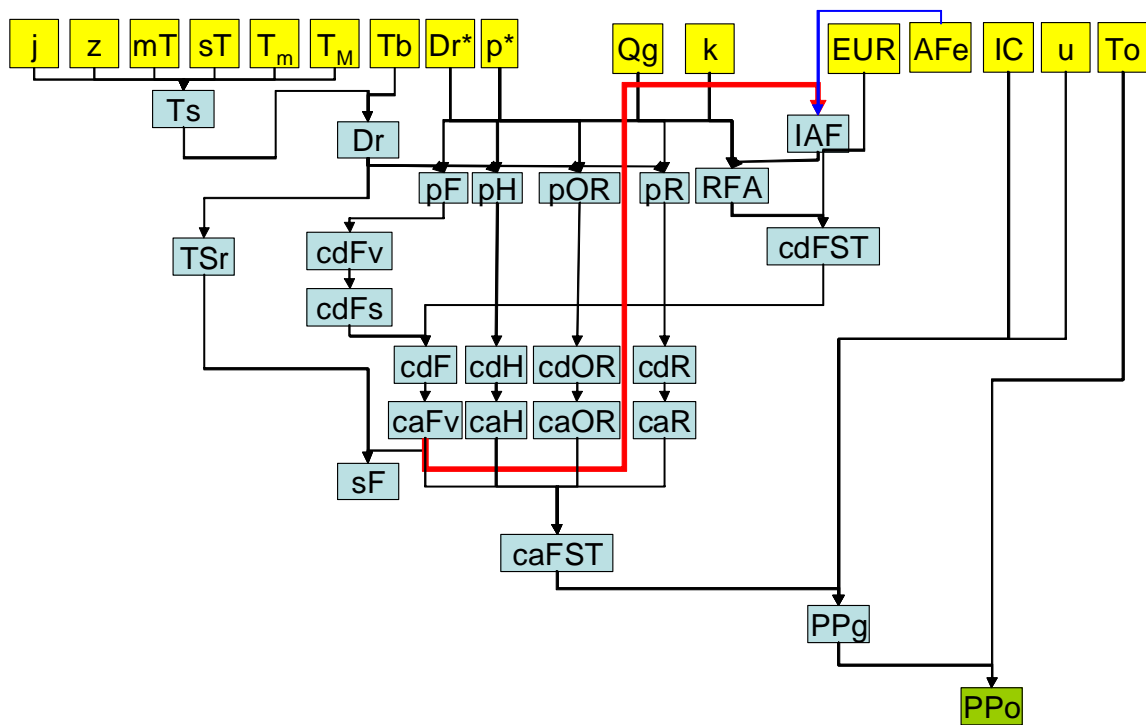 j z mT sT Tm TM Tb Dr* p* Qg k EUR AFe IC u To
Ts
Dr IAF
pF pH pOR pR RFA
TSr cdFv cdFST
cdFs
cdF cdH cdOR cdR
caFv caH caOR caR
sF
caFST
PPg
PPo